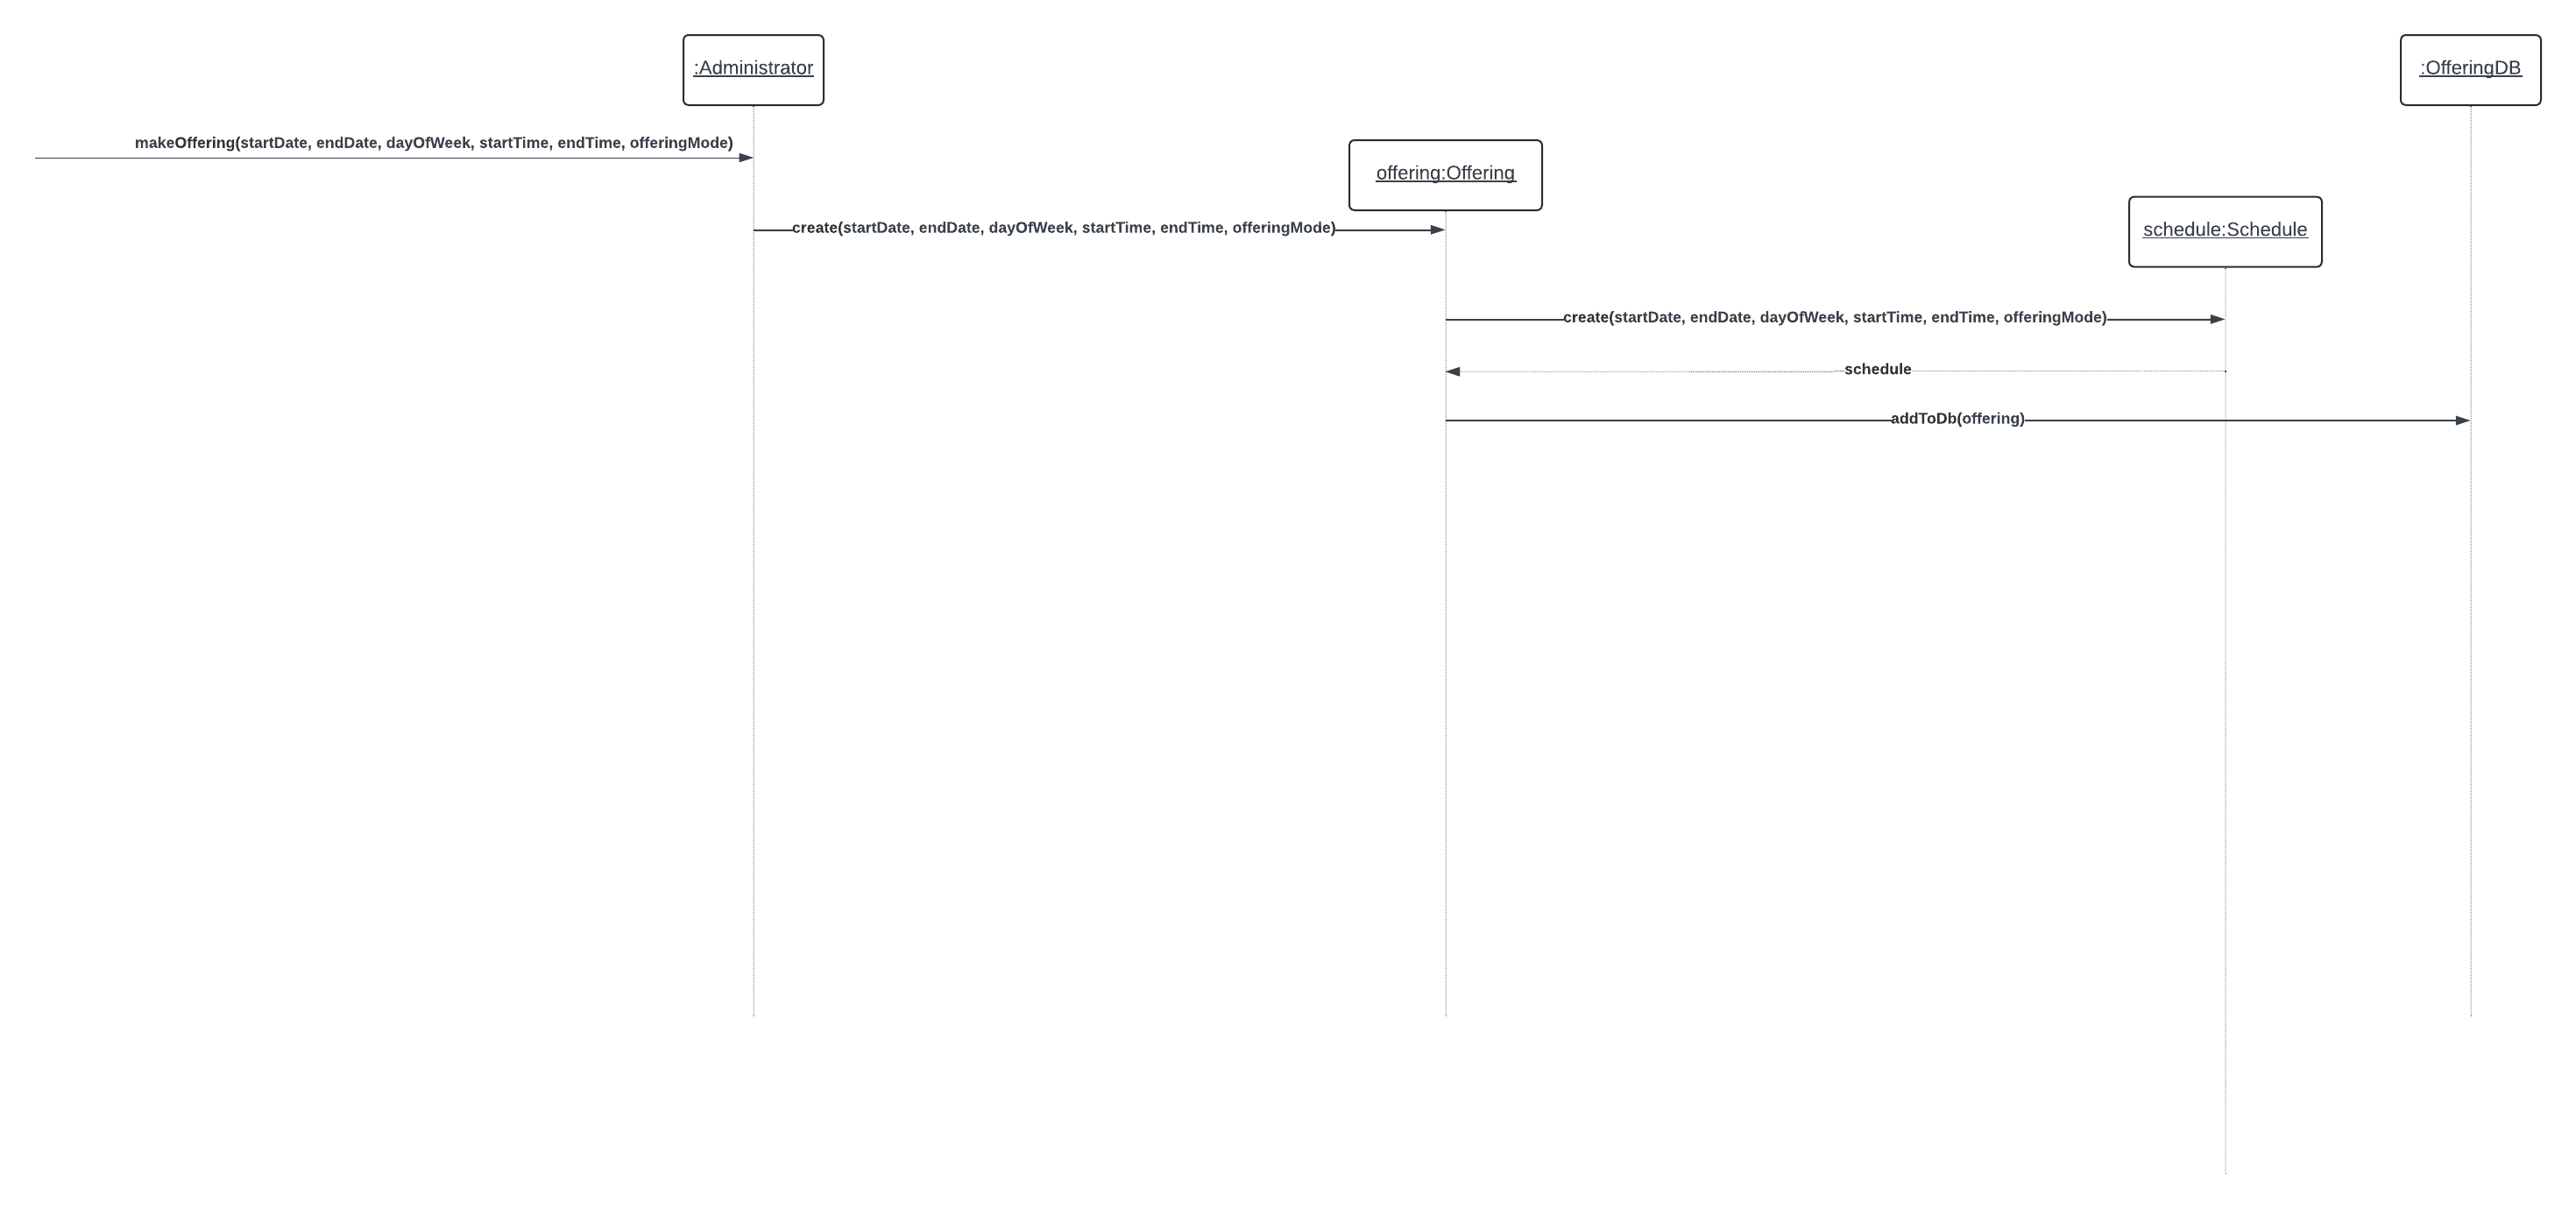 :Administrator
:OfferingDB
makeOffering(startDate, endDate, dayOfWeek, startTime, endTime, offeringMode)
offering:Offering
create(startDate, endDate, dayOfWeek, startTime, endTime, offeringMode)
schedule:Schedule
create(startDate, endDate, dayOfWeek, startTime, endTime, offeringMode)
schedule
addToDb(offering)